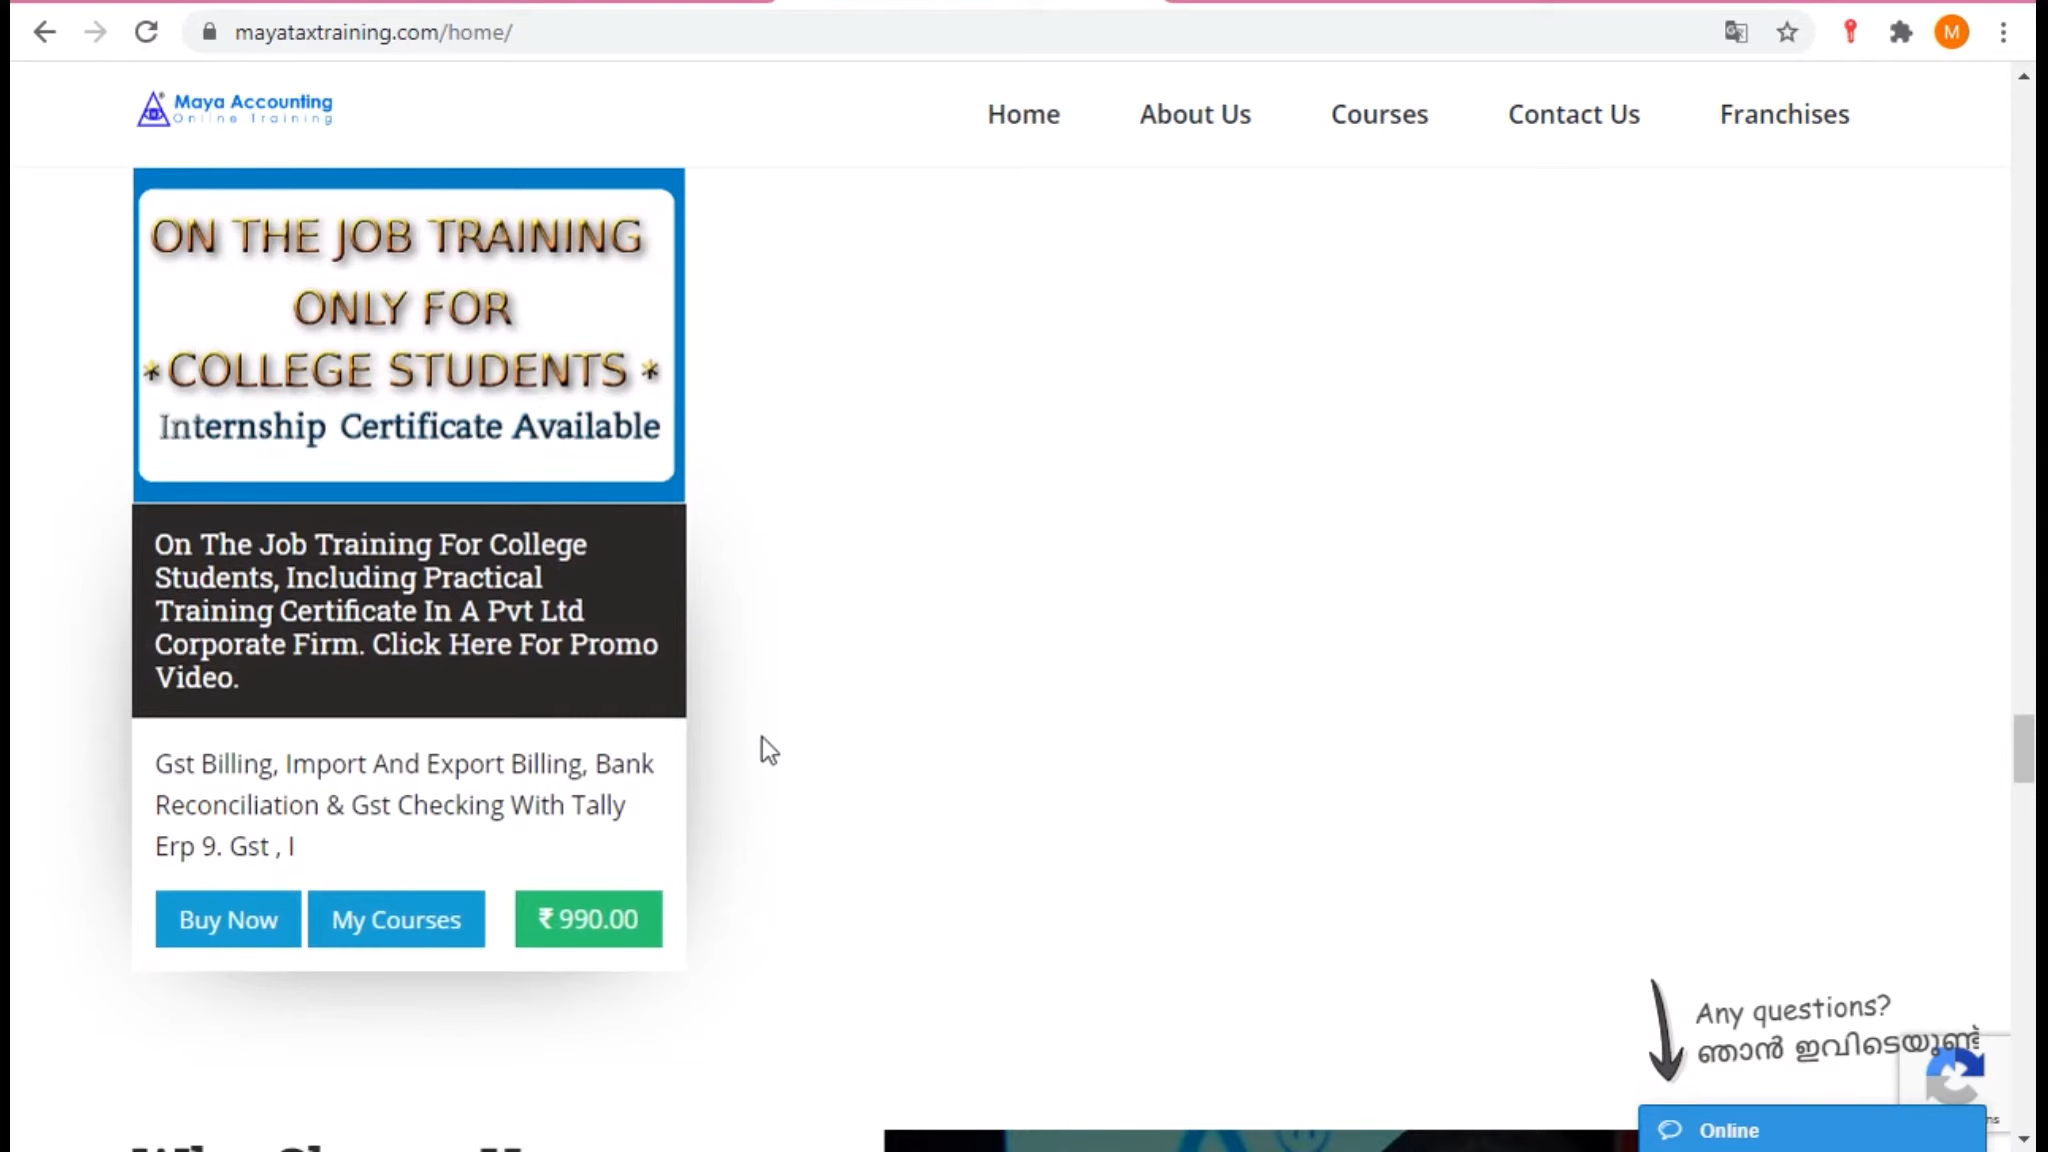 mayataxtraining.com/home/
M
Maya Accounting
Online Training
Home
About Us
Courses
Contact Us
Franchises
ON THE JOB TRAINING
ONLY FOR
*COLLEGE STUDENTS *
Internship Certificate Available
On The Job Training For College
Students, Including Practical
Training Certificate In A Pvt Ltd
Corporate Firm. Click Here For Promo
Video.
Gst Billing, Import And Export Billing, Bank
Reconciliation & Gst Checking With Tally
Erp 9. Gst , I
Buy Now
My Courses
₹ 990.00
Any questions?
ഞാൻ ഇവിടെയുണ്ട്
Online